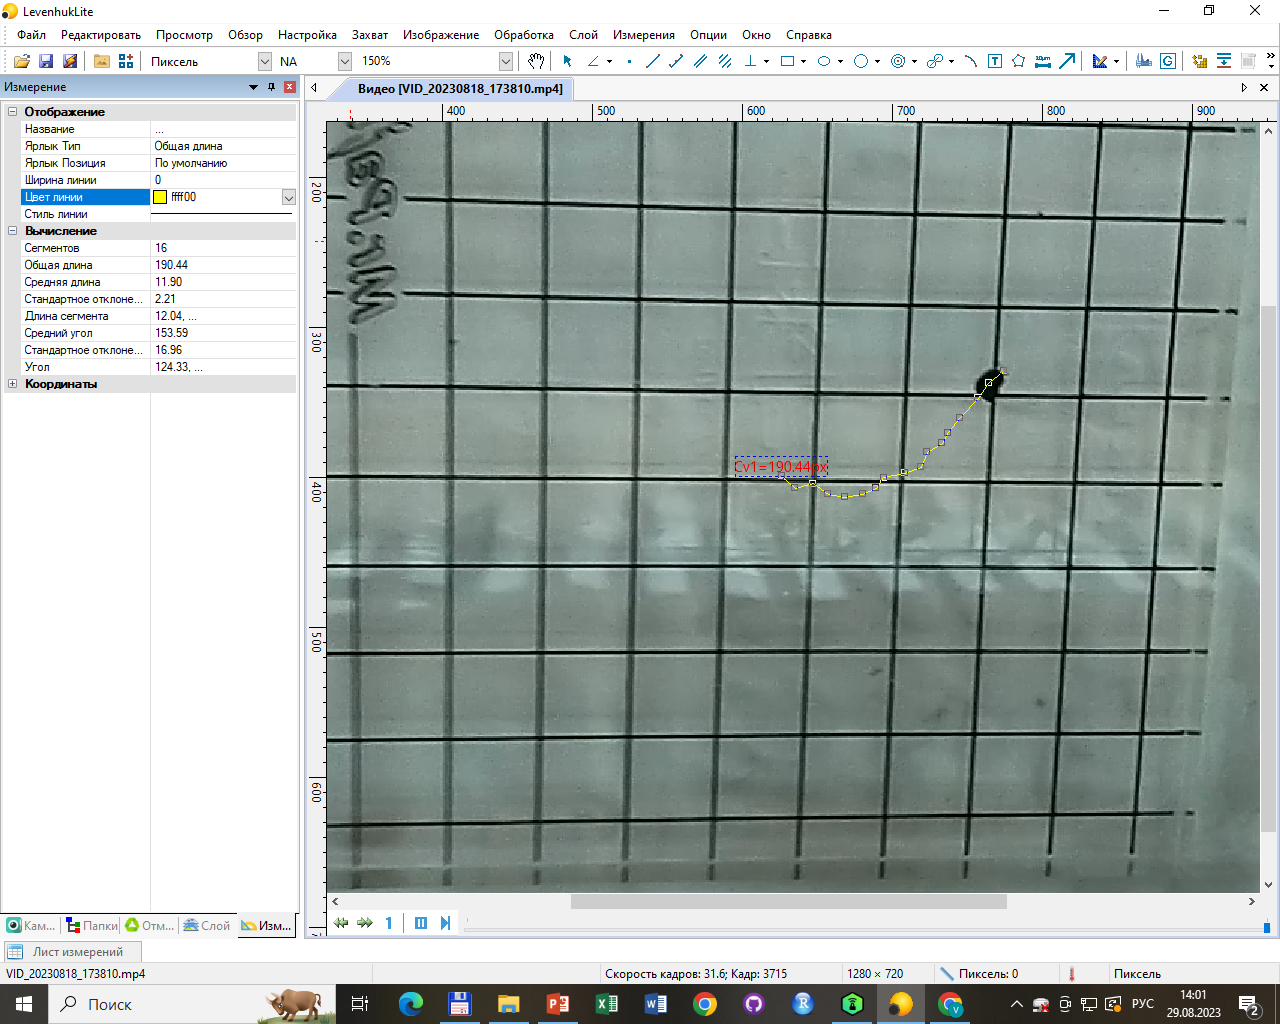 LevenhukLite
Файл Редактировать Просмотр Обзор Настройка Захват Изображение Обработка Слой Измерения Опции Окно Справка
Пиксель NA 150%
Измерение
Видео [VID_20230818_173810.mp4]
400 500 600 700 800 900
Отображение
Название ...
Ярлык Тип Общая длина
Ярлык Позиция По умолчанию
Ширина линии 0
Цвет линии ffff00
Стиль линии
Вычисление
Сегментов 16
Общая длина 190.44
Средняя длина 11.90
Стандартное отклоне... 2.21
Длина сегмента 12.04, ...
Средний угол 153.59
Стандартное отклоне... 16.96
Угол 124.33, ...
Координаты
200
300
400
500
600
Cv1=190.44px
Кам... Папки Отм... Слой Изм...
1
Лист измерений
VID_20230818_173810.mp4 Скорость кадров: 31.6; Кадр: 3715 1280 × 720 Пиксель: 0 Пиксель
Поиск
РУС
14:01
29.08.2023
2